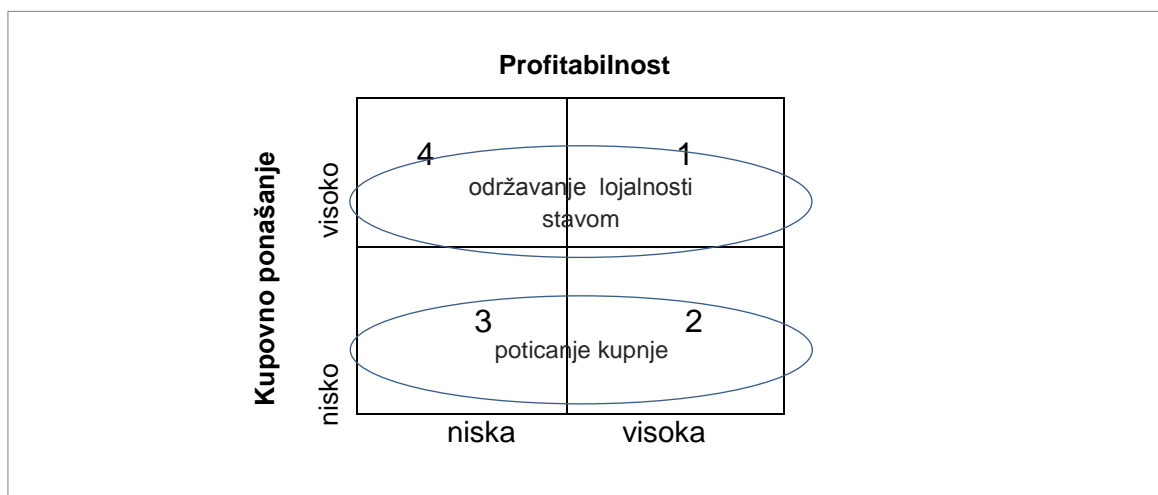 Profitabilnost
Kupovno ponašanje
visoko
4
1
održavanje lojalnosti
stavom
nisko
3
2
poticanje kupnje
niska
visoka